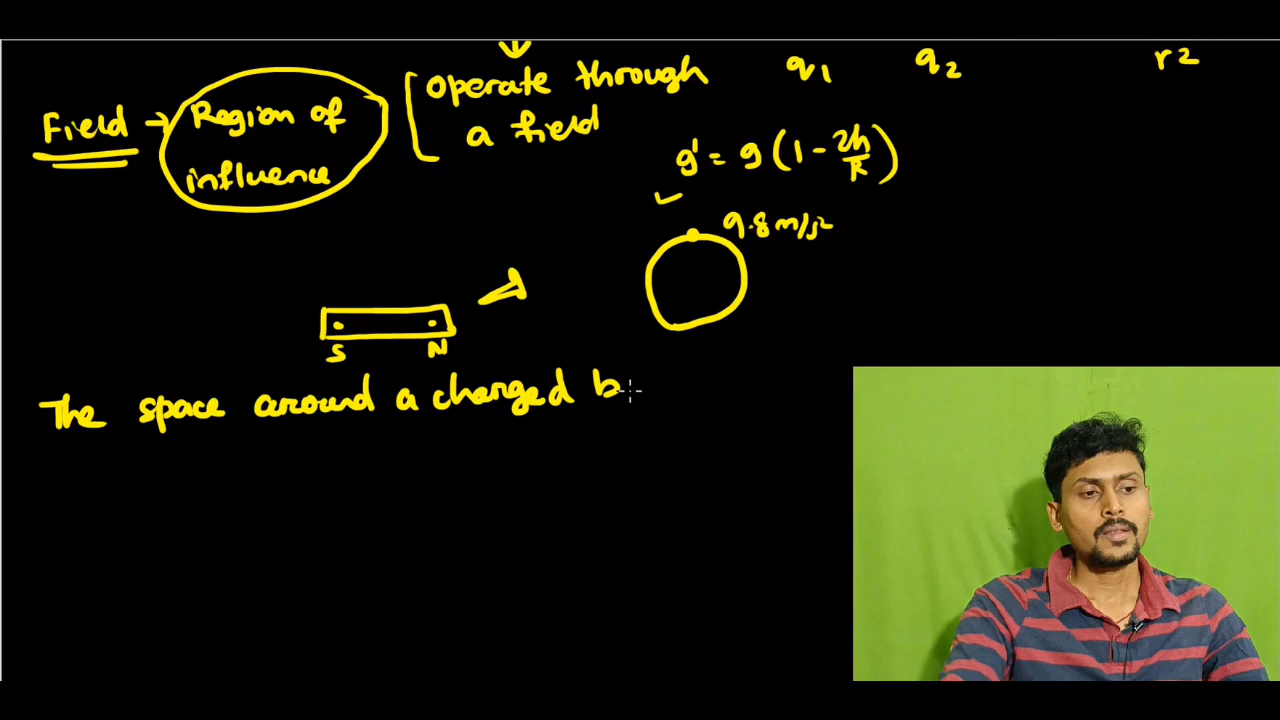 Operate through
a field
q1 q2 r2
Field → Region of
influence
g' = g (1 - 2h/R)
9.8 m/s²
S N
The space around a charged b